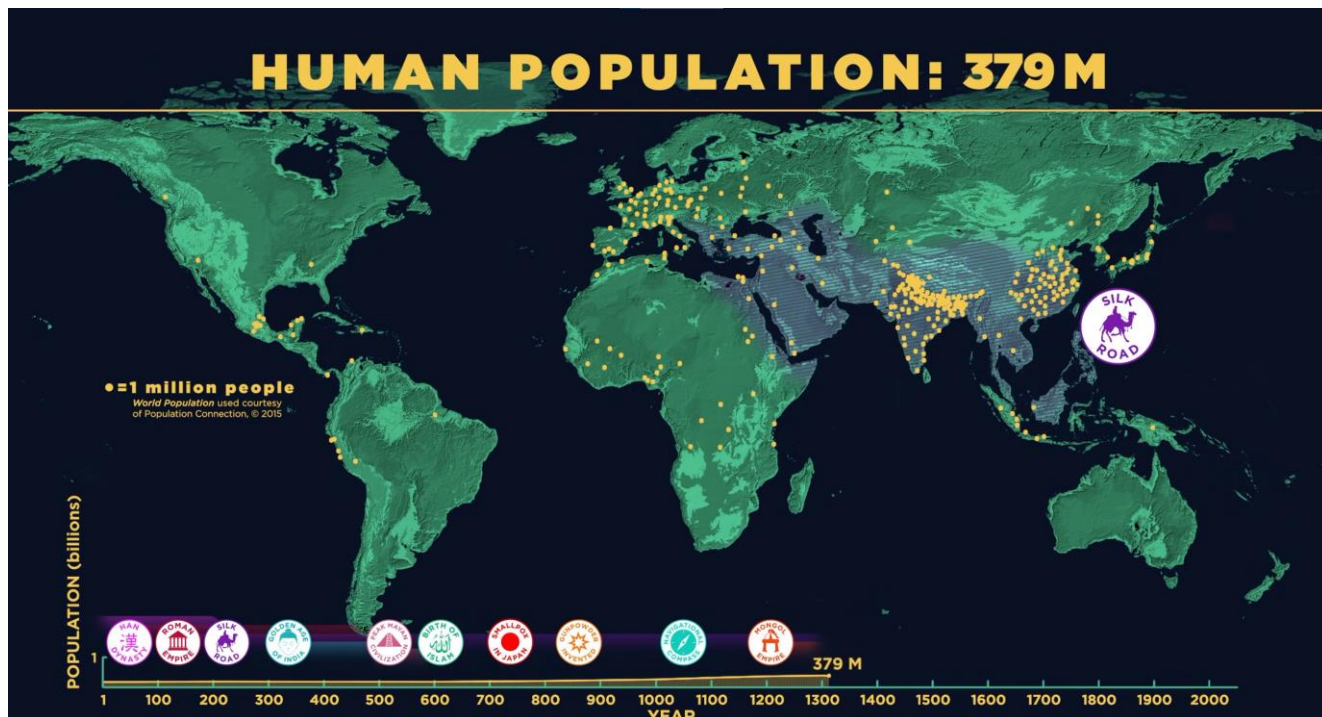 HUMAN POPULATION: 379 M
SILK
ROAD
=1 million people
World Population used courtesy
of Population Connection, © 2015
POPULATION (billions)
HAN
漢
DYNASTY
ROMAN
EMPIRE
SILK
ROAD
GOLDEN AGE
OF INDIA
PEAK MAYAN
CIVILIZATION
BIRTH OF
ISLAM
SMALLPOX
IN JAPAN
GUNPOWDER
INVENTED
NAVIGATIONAL
COMPASS
MONGOL
EMPIRE
1
379 M
1 100 200 300 400 500 600 700 800 900 1000 1100 1200 1300 1400 1500 1600 1700 1800 1900 2000
YEAR